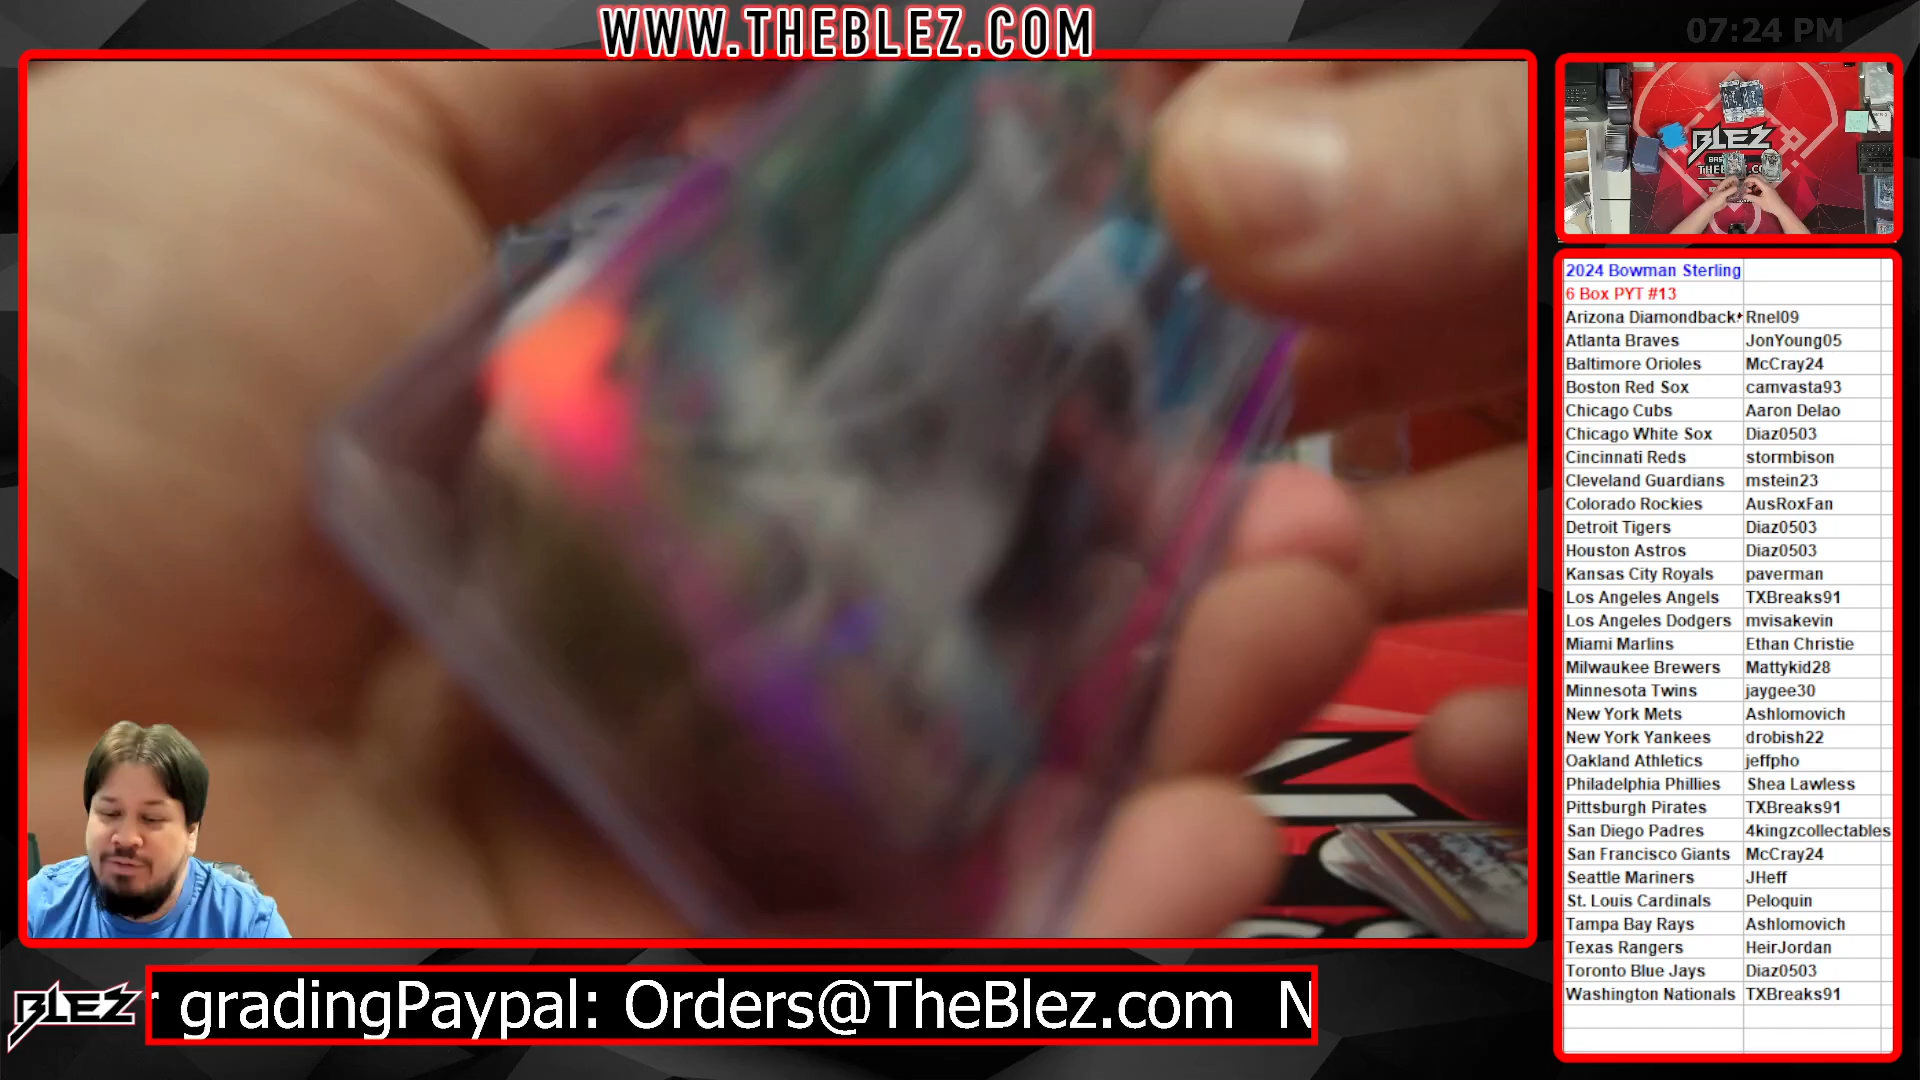 WWW.THEBLEZ.COM
07:24 PM
BLEZ
2024 Bowman Sterling
6 Box PYT #13
Arizona Diamondback Rnel09
Atlanta Braves JonYoung05
Baltimore Orioles McCray24
Boston Red Sox camvasta93
Chicago Cubs Aaron Delao
Chicago White Sox Diaz0503
Cincinnati Reds stormbison
Cleveland Guardians mstein23
Colorado Rockies AusRoxFan
Detroit Tigers Diaz0503
Houston Astros Diaz0503
Kansas City Royals paverman
Los Angeles Angels TXBreaks91
Los Angeles Dodgers mvisakevin
Miami Marlins Ethan Christie
Milwaukee Brewers Mattykid28
Minnesota Twins jaygee30
New York Mets Ashlomovich
New York Yankees drobish22
Oakland Athletics jeffpho
Philadelphia Phillies Shea Lawless
Pittsburgh Pirates TXBreaks91
San Diego Padres 4kingzcollectables
San Francisco Giants McCray24
Seattle Mariners JHeff
St. Louis Cardinals Peloquin
Tampa Bay Rays Ashlomovich
Texas Rangers HeirJordan
Toronto Blue Jays Diaz0503
Washington Nationals TXBreaks91
BLEZ
gradingPaypal: Orders@TheBlez.com N